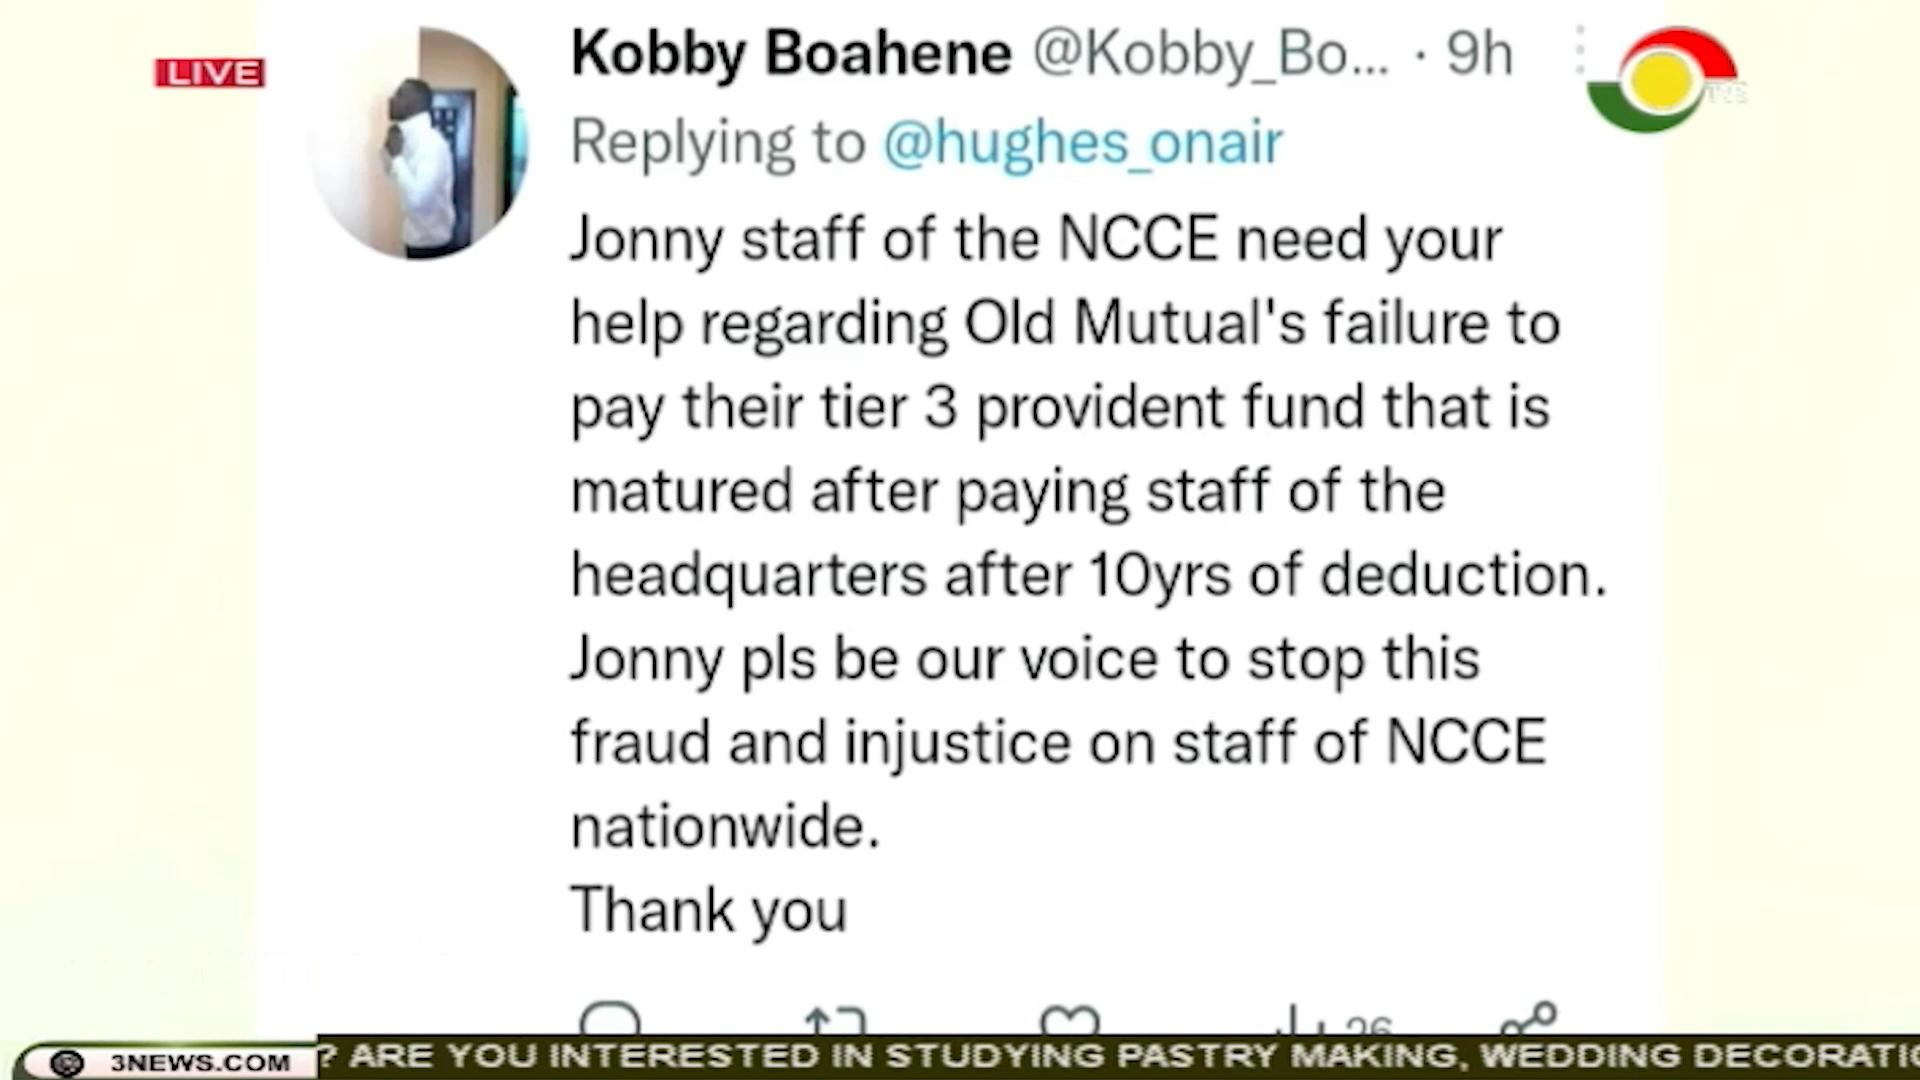 LIVE
Kobby Boahene @Kobby_Bo... · 9h
Replying to @hughes_onair
Jonny staff of the NCCE need your
help regarding Old Mutual's failure to
pay their tier 3 provident fund that is
matured after paying staff of the
headquarters after 10yrs of deduction.
Jonny pls be our voice to stop this
fraud and injustice on staff of NCCE
nationwide.
Thank you
26
3NEWS.COM
? ARE YOU INTERESTED IN STUDYING PASTRY MAKING, WEDDING DECORATIO